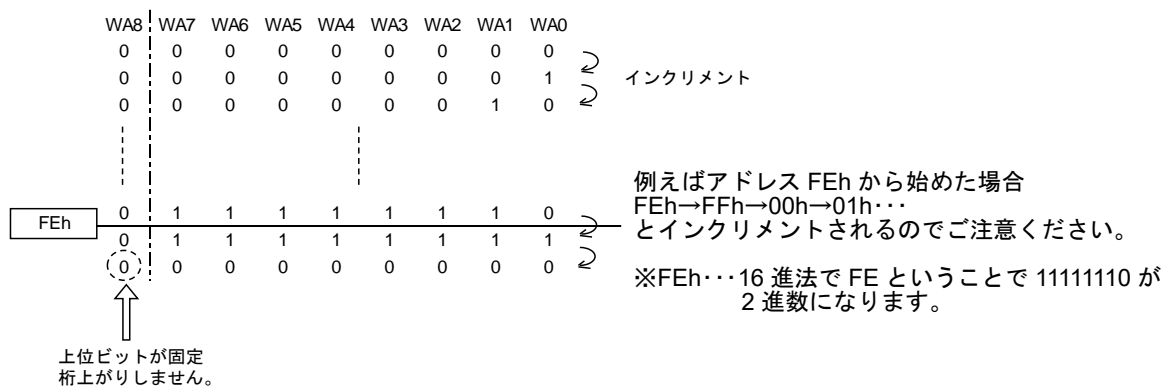 WA8 WA7 WA6 WA5 WA4 WA3 WA2 WA1 WA0
0 0 0 0 0 0 0 0 0
0 0 0 0 0 0 0 0 1
インクリメント
0 0 0 0 0 0 0 1 0
FEh
0 1 1 1 1 1 1 1 0
0 1 1 1 1 1 1 1 1
0 0 0 0 0 0 0 0 0
例えばアドレス FEh から始めた場合
FEh→FFh→00h→01h･･･
とインクリメントされるのでご注意ください。
※FEh･･･16 進法で FE ということで 11111110 が
2 進数になります。
上位ビットが固定
桁上がりしません。